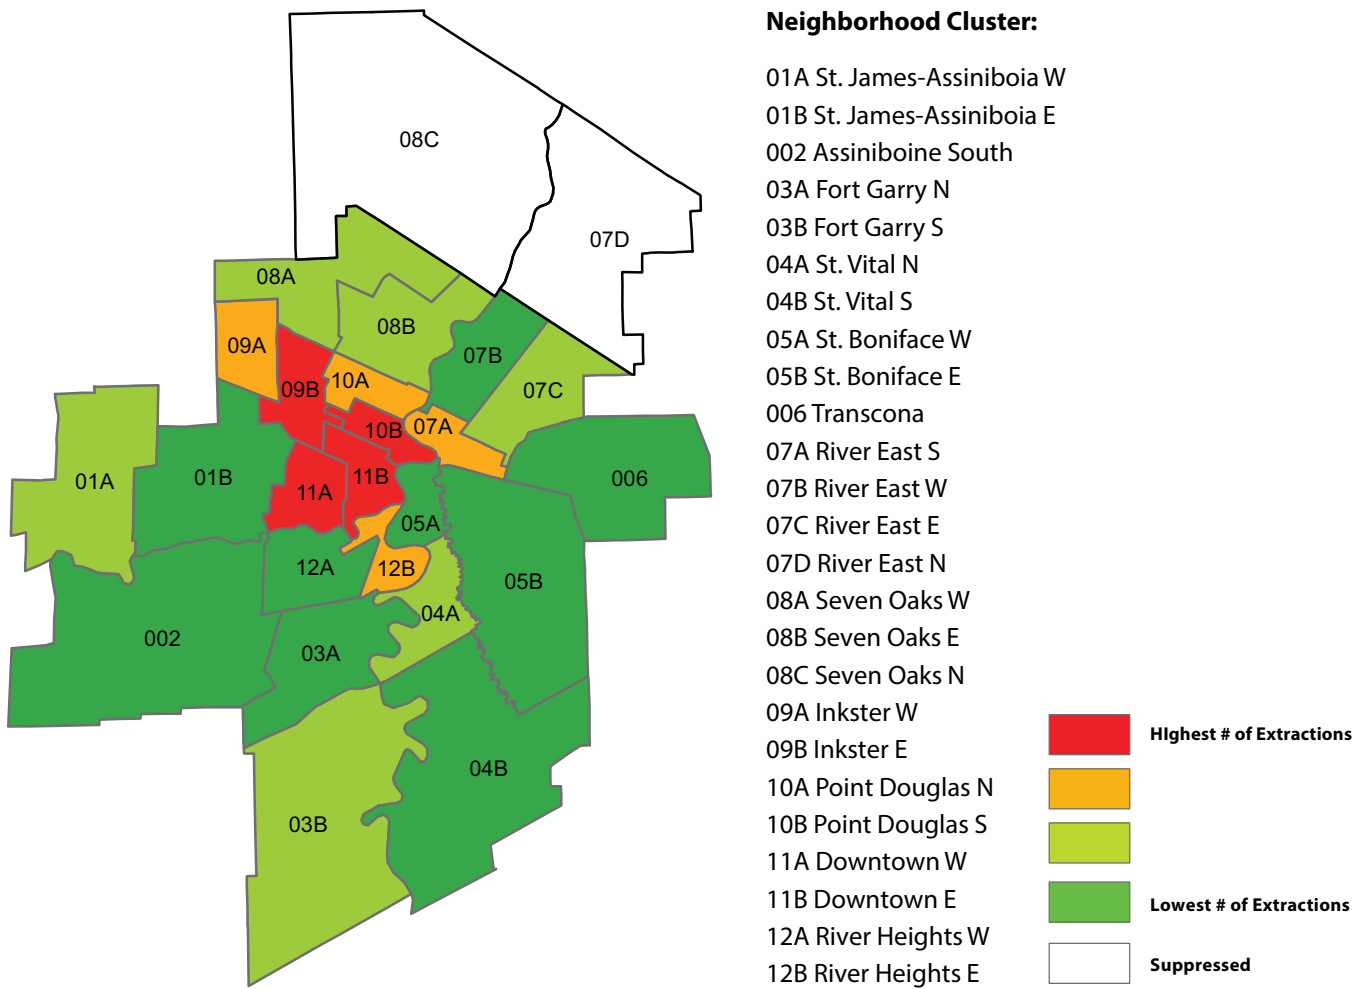 Neighborhood Cluster:
01A St. James-Assiniboia W
01B St. James-Assiniboia E
002 Assiniboine South
03A Fort Garry N
03B Fort Garry S
04A St. Vital N
04B St. Vital S
05A St. Boniface W
05B St. Boniface E
006 Transcona
07A River East S
07B River East W
07C River East E
07D River East N
08A Seven Oaks W
08B Seven Oaks E
08C Seven Oaks N
09A Inkster W
09B Inkster E
10A Point Douglas N
10B Point Douglas S
11A Downtown W
11B Downtown E
12A River Heights W
12B River Heights E
HIghest # of Extractions
Lowest # of Extractions
Suppressed
08C
07D
08A
08B
09A
07B
10A
09B
07C
07A
10B
01A
01B
11A
11B
006
05A
12A
12B
05B
04A
002
03A
04B
03B